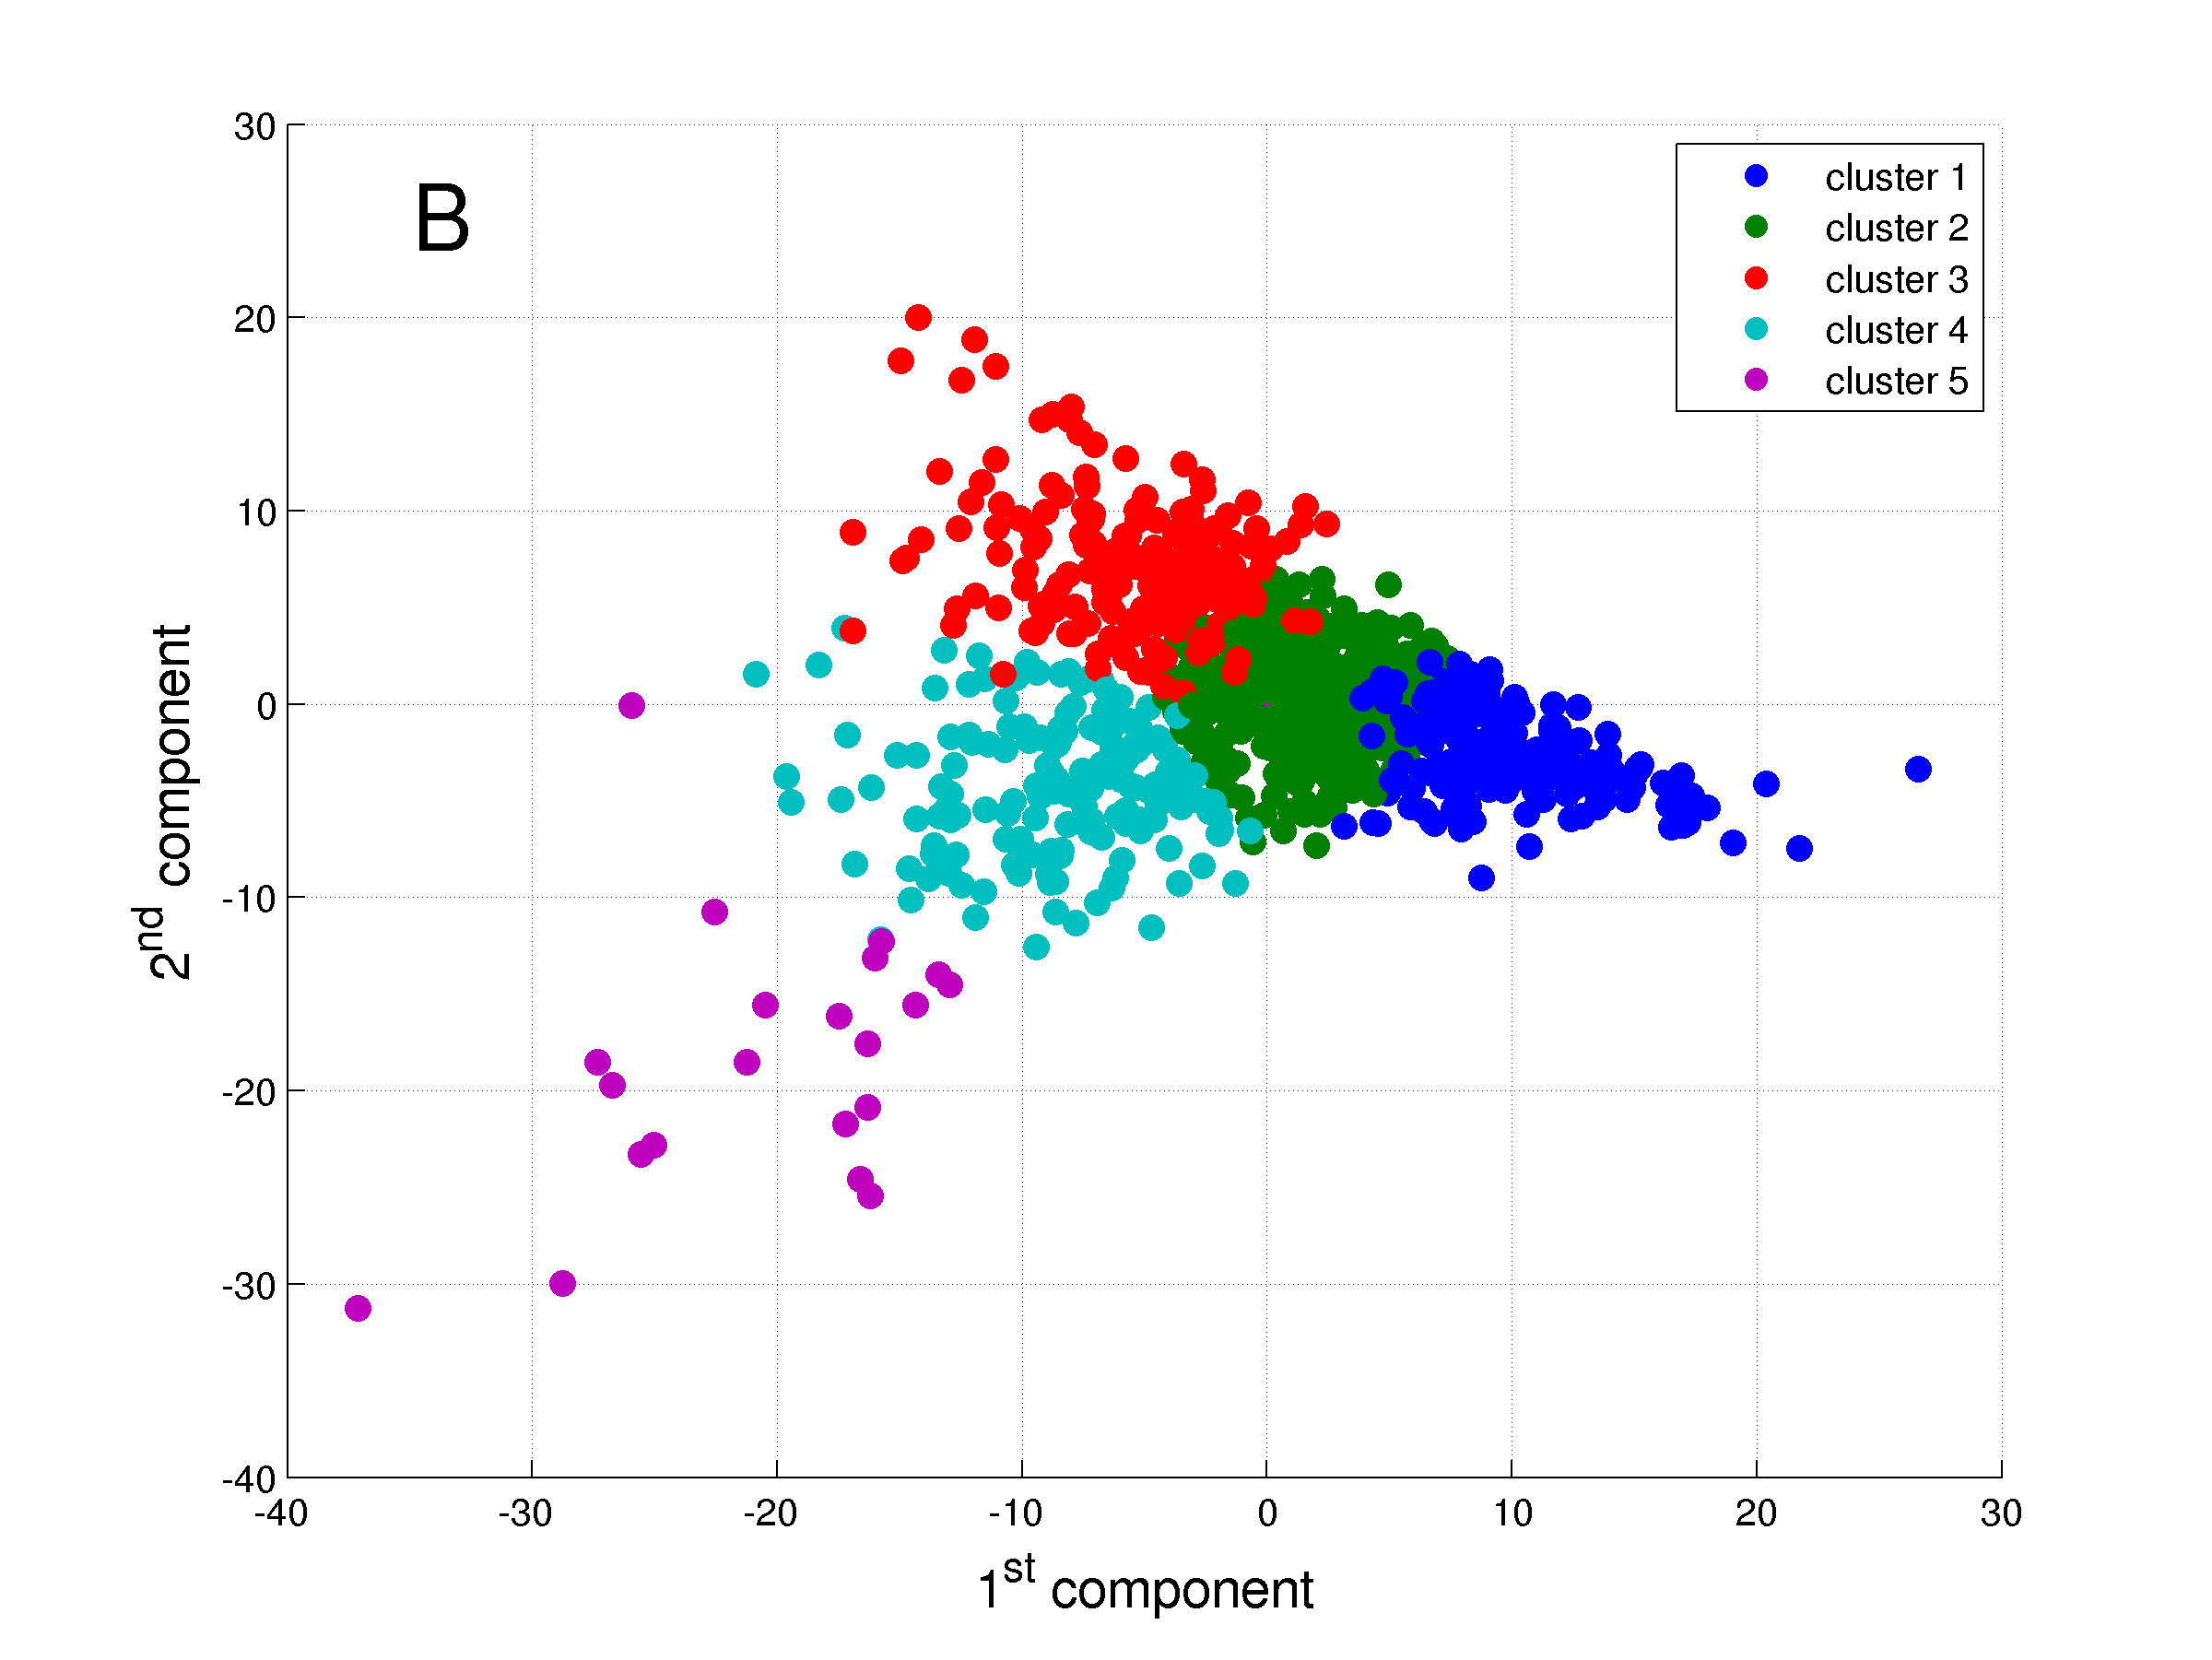 B
cluster 1
cluster 2
cluster 3
cluster 4
cluster 5
30
20
10
0
-10
-20
-30
-40
2nd component
-40 -30 -20 -10 0 10 20 30
1st component